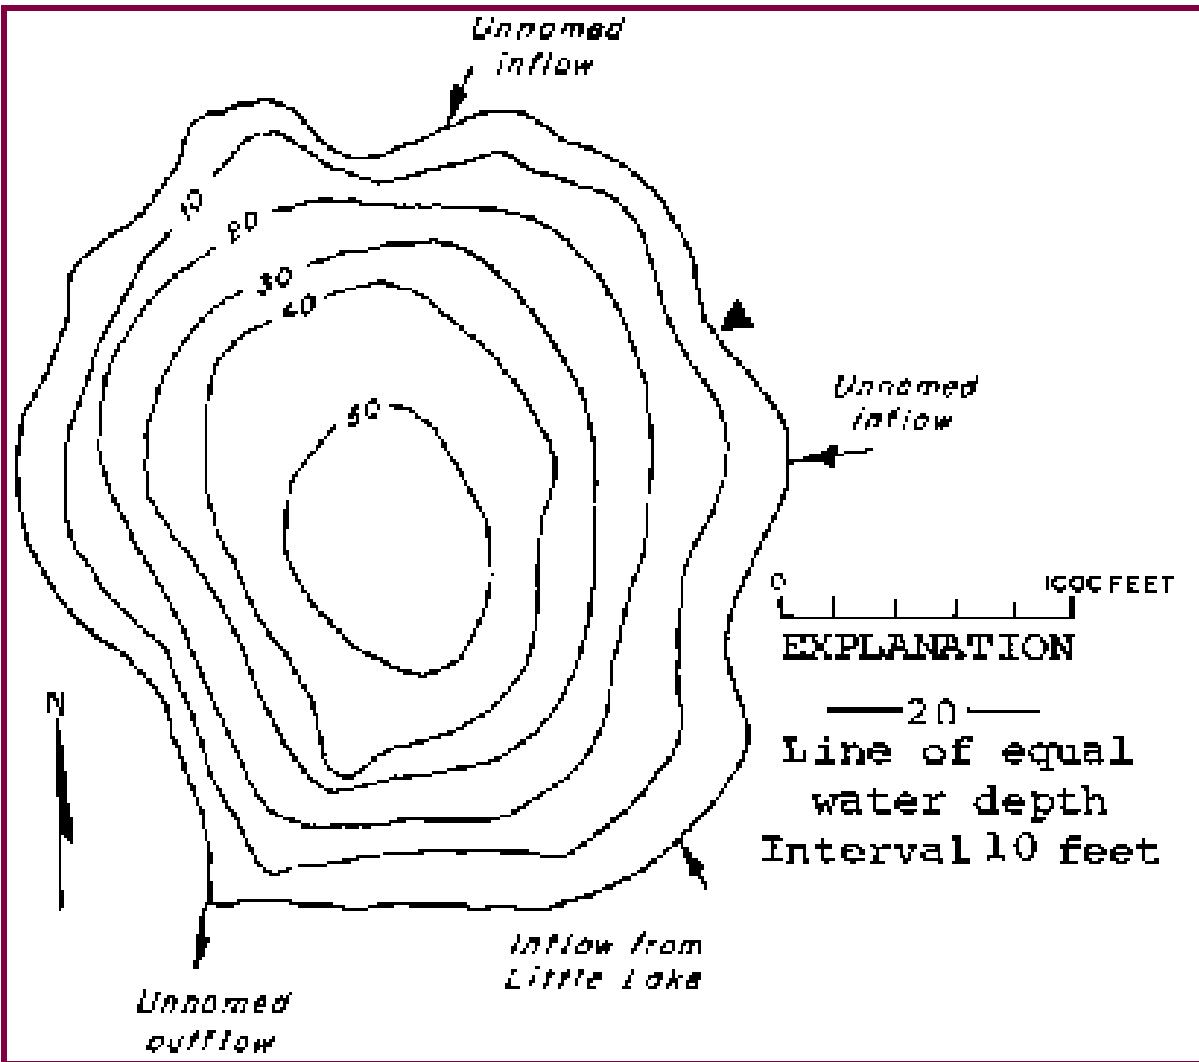 Unnamed
inflow
10
20
30
40
50
Unnamed
inflow
0 1000 FEET
EXPLANATION
N
20
Line of equal
water depth
Interval 10 feet
Inflow from
Little Lake
Unnamed
outflow